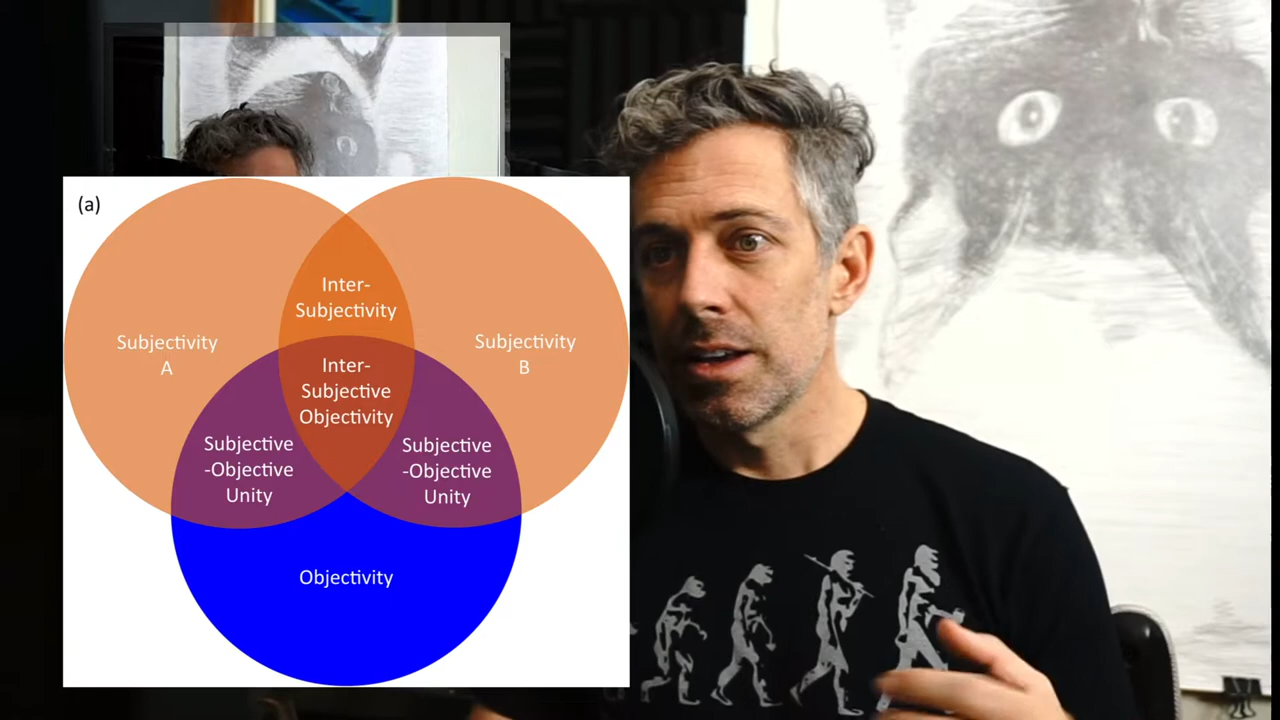 (a)
Inter-
Subjectivity
Subjectivity
A
Subjectivity
B
Inter-
Subjective
Objectivity
Subjective
-Objective
Unity
Subjective
-Objective
Unity
Objectivity